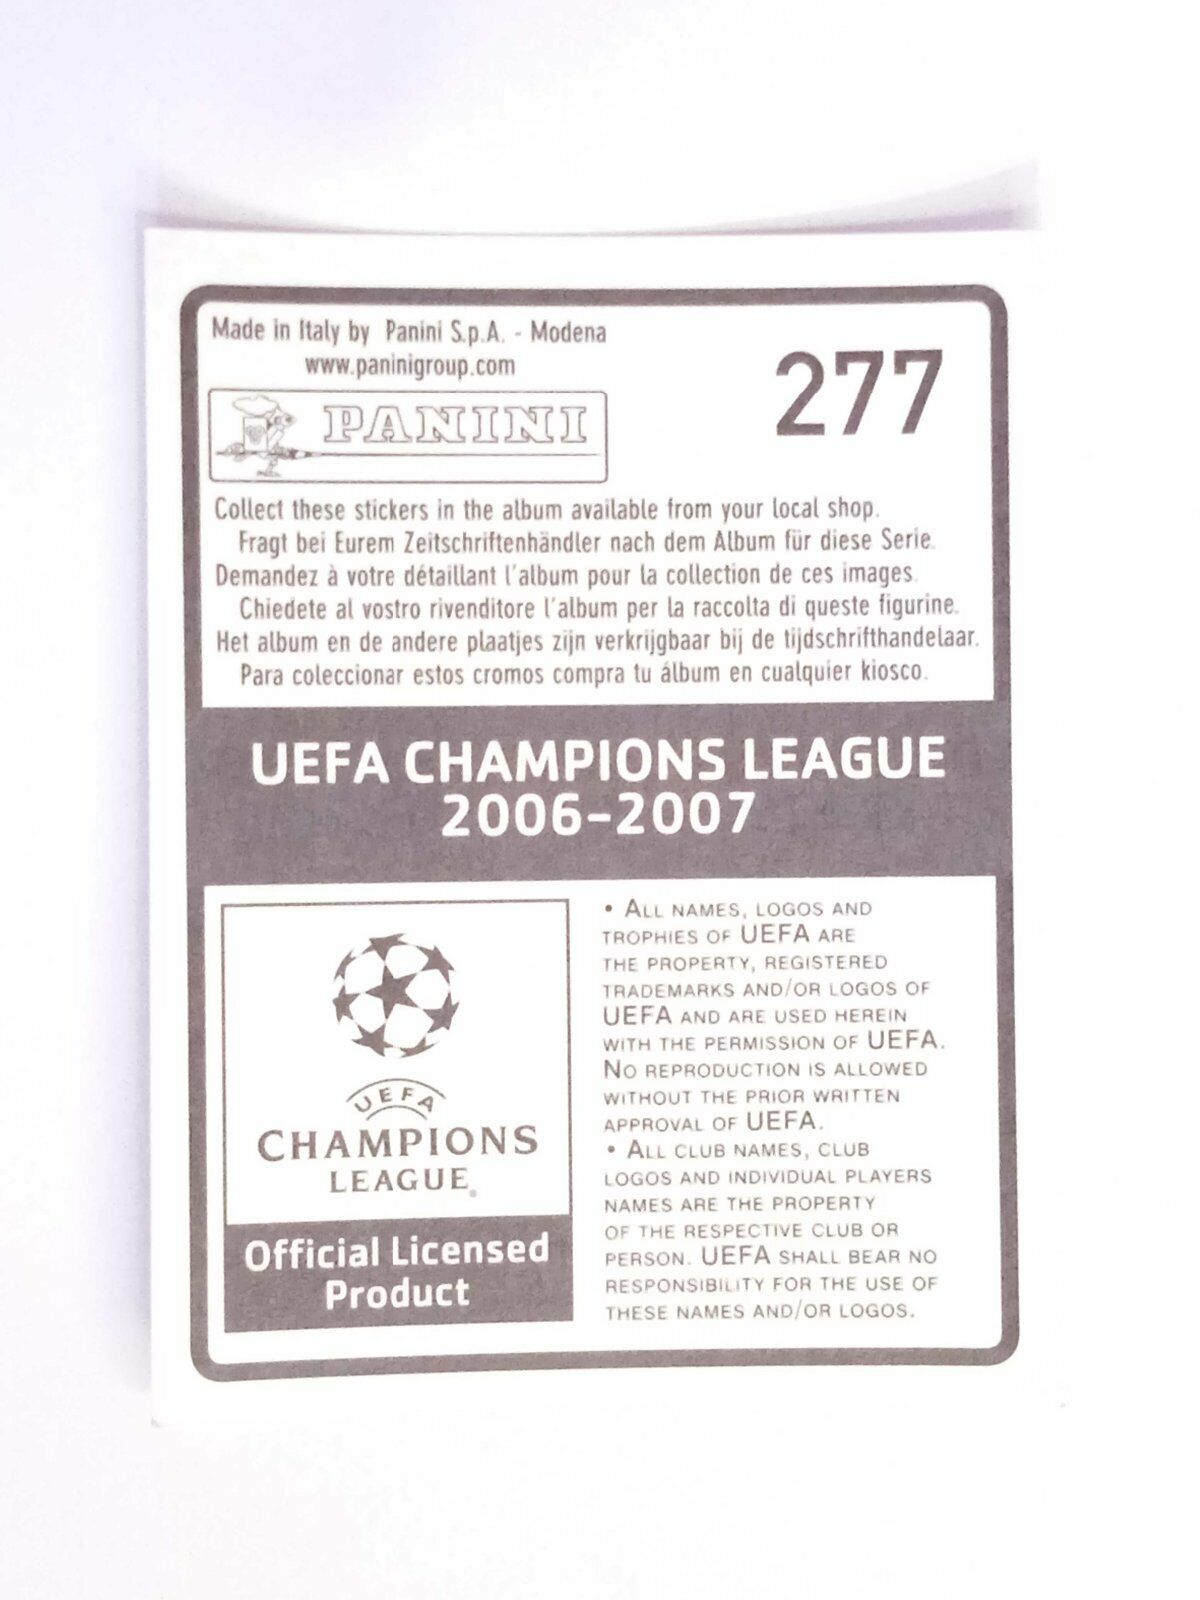 Made in Italy by Panini S.p.A. - Modena
www.paninigroup.com
277
PANINI
Collect these stickers in the album available from your local shop.
Fragt bei Eurem Zeitschriftenhändler nach dem Album für diese Serie.
Demandez à votre détaillant l'album pour la collection de ces images.
Chiedete al vostro rivenditore l'album per la raccolta di queste figurine.
Het album en de andere plaatjes zijn verkrijgbaar bij de tijdschrifthandelaar.
Para coleccionar estos cromos compra tu álbum en cualquier kiosco.
UEFA CHAMPIONS LEAGUE
2006-2007
UEFA
CHAMPIONS
LEAGUE®
Official Licensed
Product
• ALL NAMES, LOGOS AND
TROPHIES OF UEFA ARE
THE PROPERTY, REGISTERED
TRADEMARKS AND/OR LOGOS OF
UEFA AND ARE USED HEREIN
WITH THE PERMISSION OF UEFA.
NO REPRODUCTION IS ALLOWED
WITHOUT THE PRIOR WRITTEN
APPROVAL OF UEFA.
• ALL CLUB NAMES, CLUB
LOGOS AND INDIVIDUAL PLAYERS
NAMES ARE THE PROPERTY
OF THE RESPECTIVE CLUB OR
PERSON. UEFA SHALL BEAR NO
RESPONSIBILITY FOR THE USE OF
THESE NAMES AND/OR LOGOS.